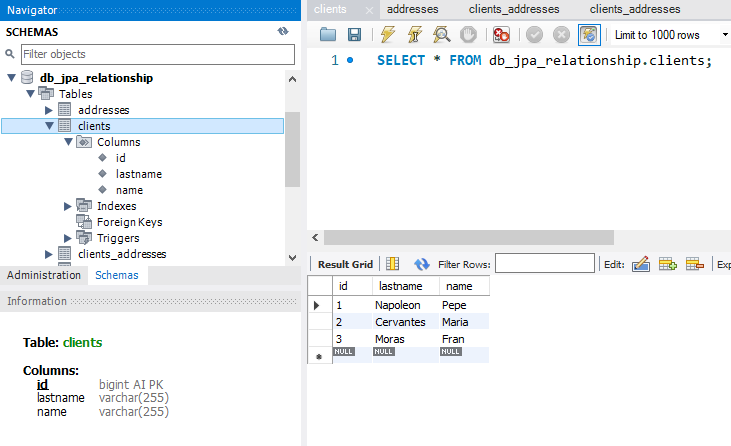 Navigator
SCHEMAS
Filter objects
db_jpa_relationship
Tables
addresses
clients
Columns
id
lastname
name
Indexes
Foreign Keys
Triggers
clients_addresses
Administration Schemas
Information
Table: clients
Columns:
id bigint AI PK
lastname varchar(255)
name varchar(255)
clients addresses clients_addresses clients_addresses
Limit to 1000 rows
1 SELECT * FROM db_jpa_relationship.clients;
Result Grid Filter Rows: Edit: Exp
id lastname name
1 Napoleon Pepe
2 Cervantes Maria
3 Moras Fran
NULL NULL NULL